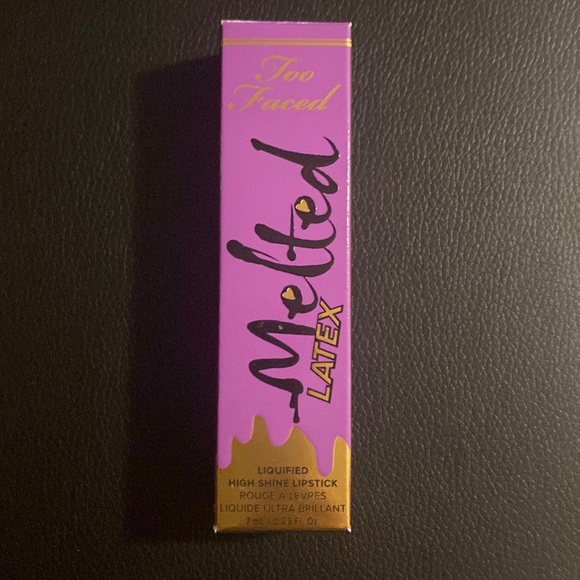 Too
Faced
Melted
LATEX
LIQUIFIED
HIGH SHINE LIPSTICK
ROUGE À LÈVRES
LIQUIDE ULTRA BRILLANT
7 mL / 0.23 Fl. Oz.